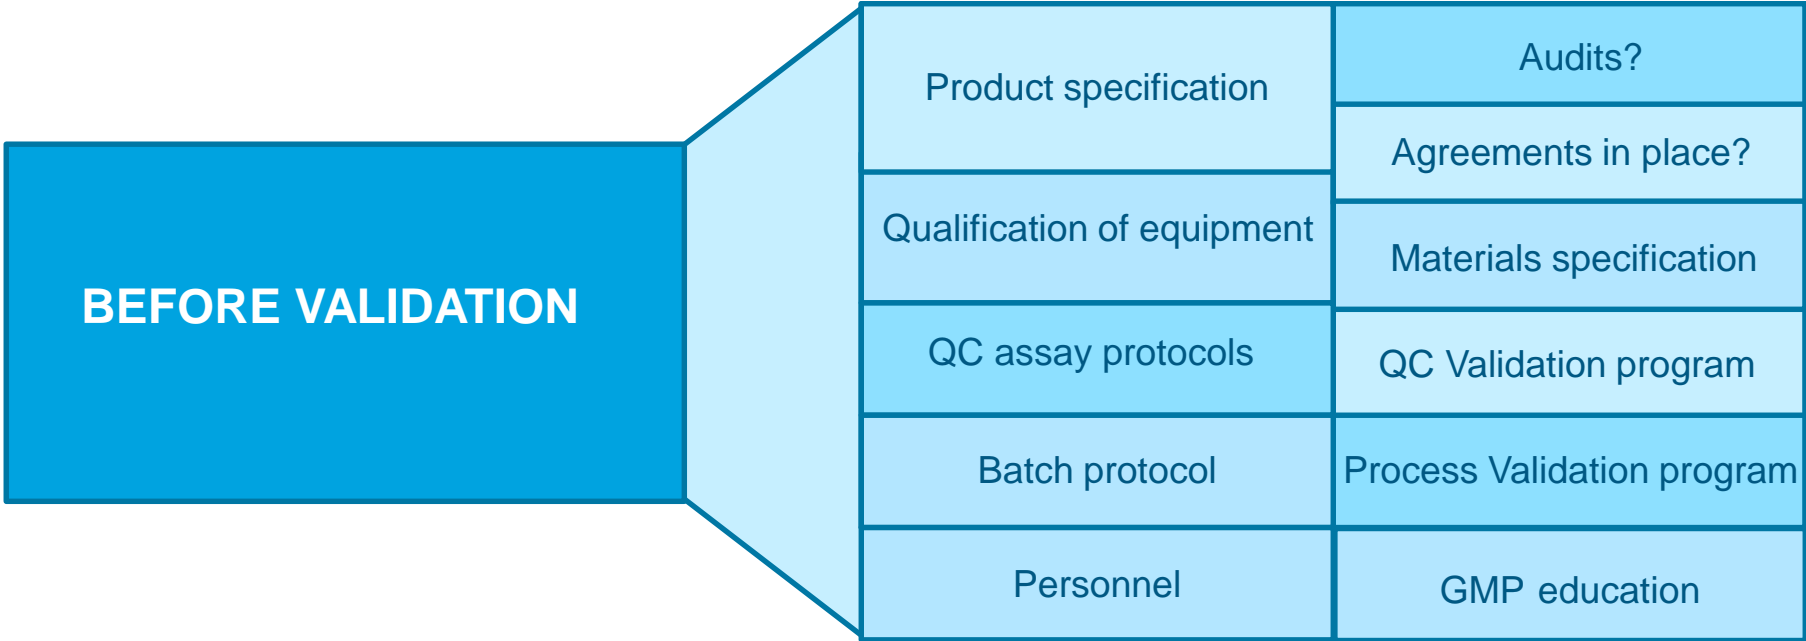 BEFORE VALIDATION
Product specification
Qualification of equipment
QC assay protocols
Batch protocol
Personnel
Audits?
Agreements in place?
Materials specification
QC Validation program
Process Validation program
GMP education